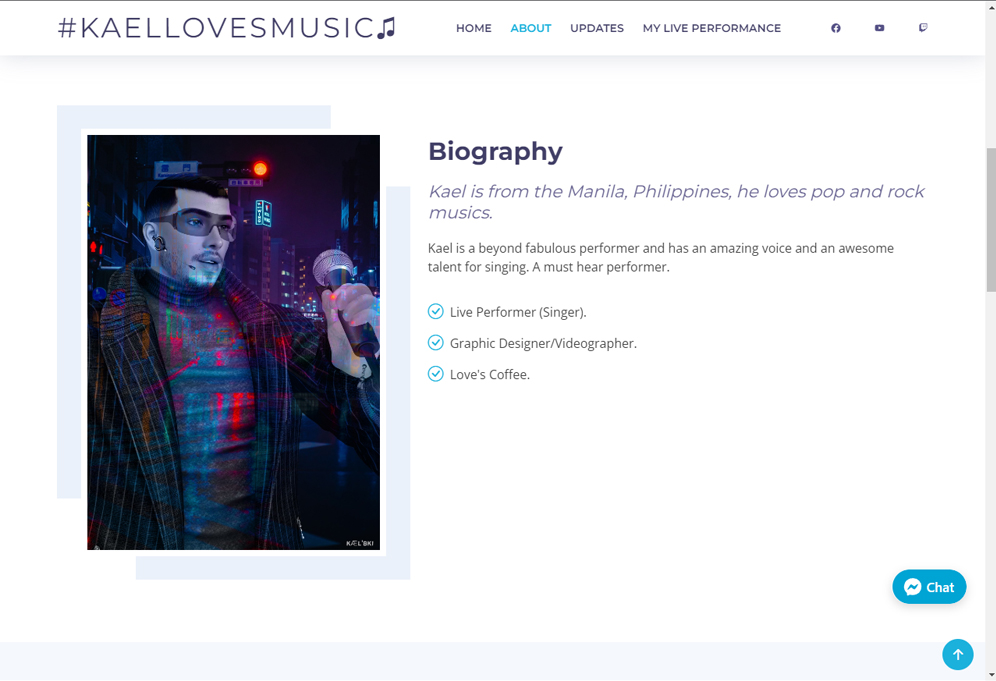 #KAELLOVESMUSIC♫
HOME ABOUT UPDATES MY LIVE PERFORMANCE
Biography
Kael is from the Manila, Philippines, he loves pop and rock
musics.
Kael is a beyond fabulous performer and has an amazing voice and an awesome
talent for singing. A must hear performer.
Live Performer (Singer).
Graphic Designer/Videographer.
Love's Coffee.
Chat